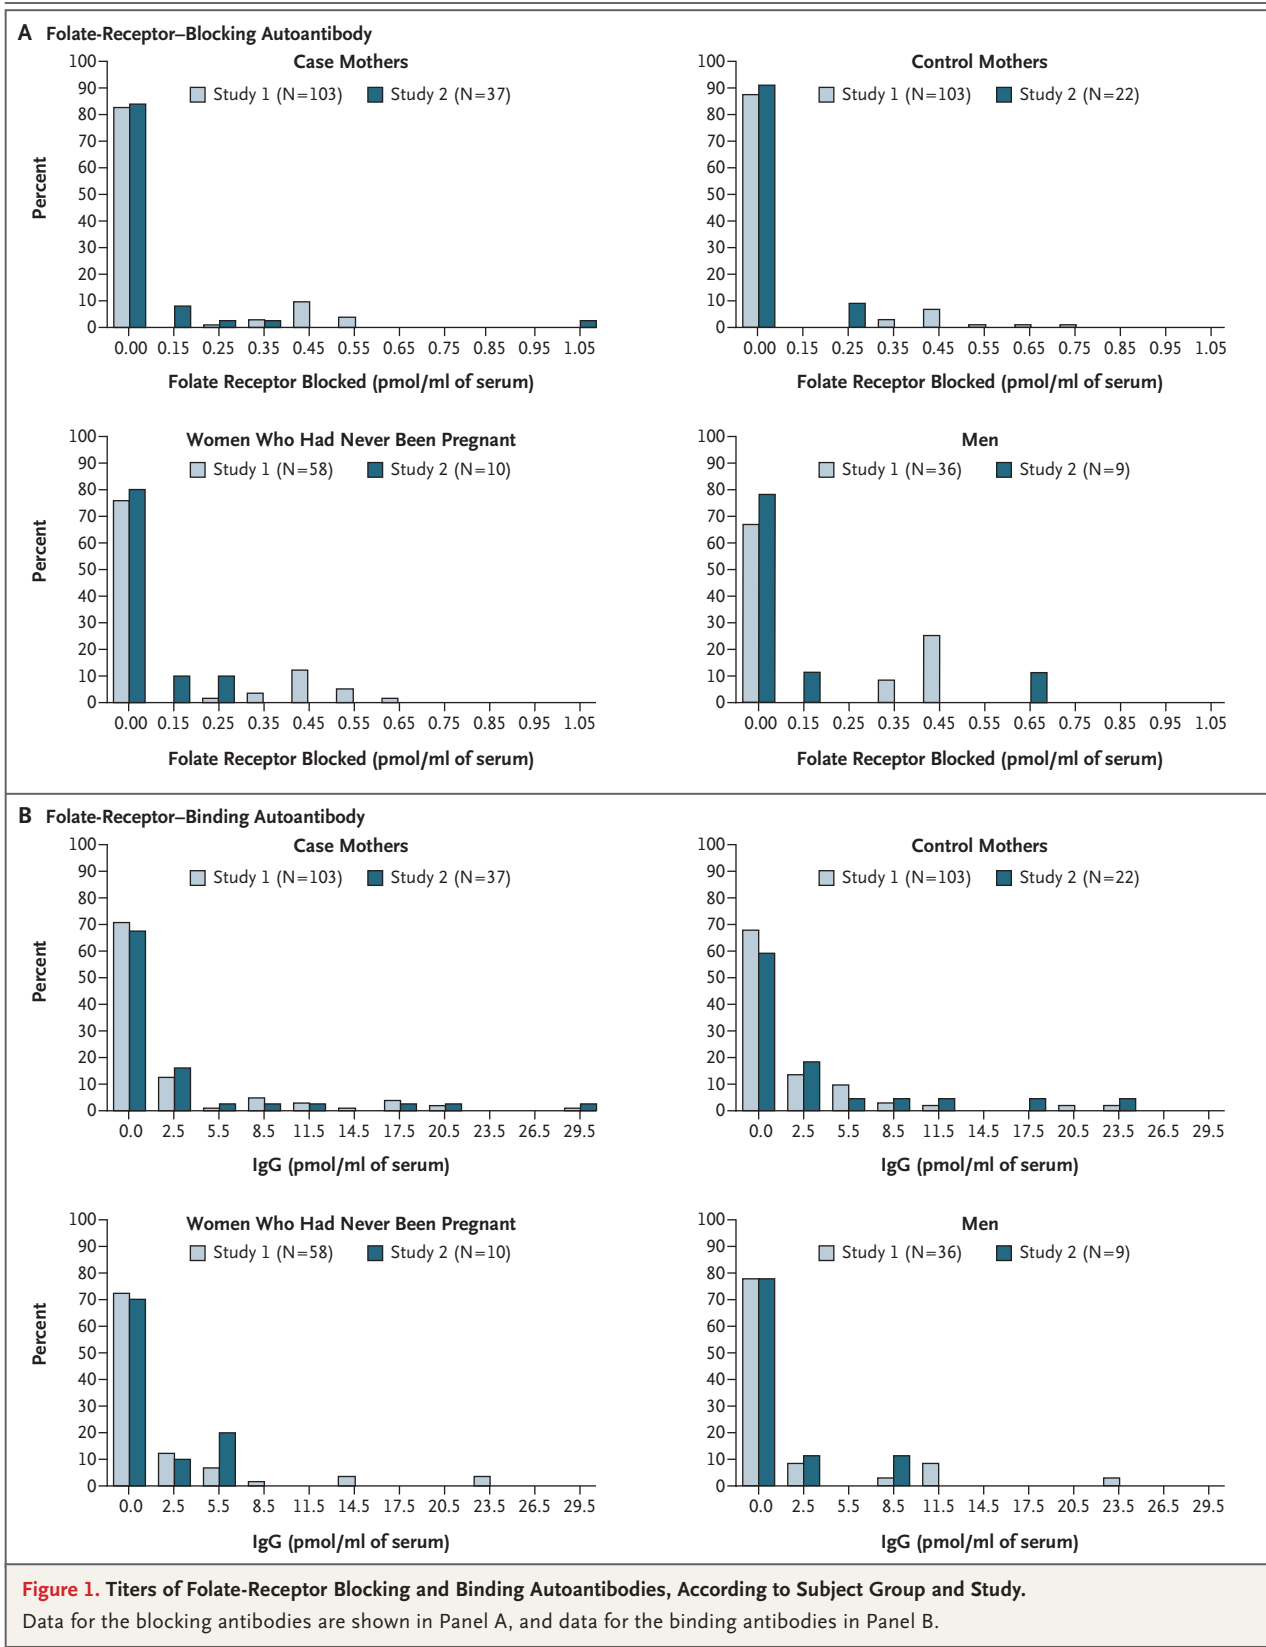 A Folate-Receptor–Blocking Autoantibody
Case Mothers
Study 1 (N=103) Study 2 (N=37)
Percent
100
90
80
70
60
50
40
30
20
10
0
0.00 0.15 0.25 0.35 0.45 0.55 0.65 0.75 0.85 0.95 1.05
Folate Receptor Blocked (pmol/ml of serum)
Control Mothers
Study 1 (N=103) Study 2 (N=22)
100
90
80
70
60
50
40
30
20
10
0
0.00 0.15 0.25 0.35 0.45 0.55 0.65 0.75 0.85 0.95 1.05
Folate Receptor Blocked (pmol/ml of serum)
Women Who Had Never Been Pregnant
Study 1 (N=58) Study 2 (N=10)
Percent
100
90
80
70
60
50
40
30
20
10
0
0.00 0.15 0.25 0.35 0.45 0.55 0.65 0.75 0.85 0.95 1.05
Folate Receptor Blocked (pmol/ml of serum)
Men
Study 1 (N=36) Study 2 (N=9)
100
90
80
70
60
50
40
30
20
10
0
0.00 0.15 0.25 0.35 0.45 0.55 0.65 0.75 0.85 0.95 1.05
Folate Receptor Blocked (pmol/ml of serum)
B Folate-Receptor–Binding Autoantibody
Case Mothers
Study 1 (N=103) Study 2 (N=37)
Percent
100
90
80
70
60
50
40
30
20
10
0
0.0 2.5 5.5 8.5 11.5 14.5 17.5 20.5 23.5 26.5 29.5
IgG (pmol/ml of serum)
Control Mothers
Study 1 (N=103) Study 2 (N=22)
100
90
80
70
60
50
40
30
20
10
0
0.0 2.5 5.5 8.5 11.5 14.5 17.5 20.5 23.5 26.5 29.5
IgG (pmol/ml of serum)
Women Who Had Never Been Pregnant
Study 1 (N=58) Study 2 (N=10)
Percent
100
90
80
70
60
50
40
30
20
10
0
0.0 2.5 5.5 8.5 11.5 14.5 17.5 20.5 23.5 26.5 29.5
IgG (pmol/ml of serum)
Men
Study 1 (N=36) Study 2 (N=9)
100
90
80
70
60
50
40
30
20
10
0
0.0 2.5 5.5 8.5 11.5 14.5 17.5 20.5 23.5 26.5 29.5
IgG (pmol/ml of serum)
Figure 1. Titers of Folate-Receptor Blocking and Binding Autoantibodies, According to Subject Group and Study.
Data for the blocking antibodies are shown in Panel A, and data for the binding antibodies in Panel B.